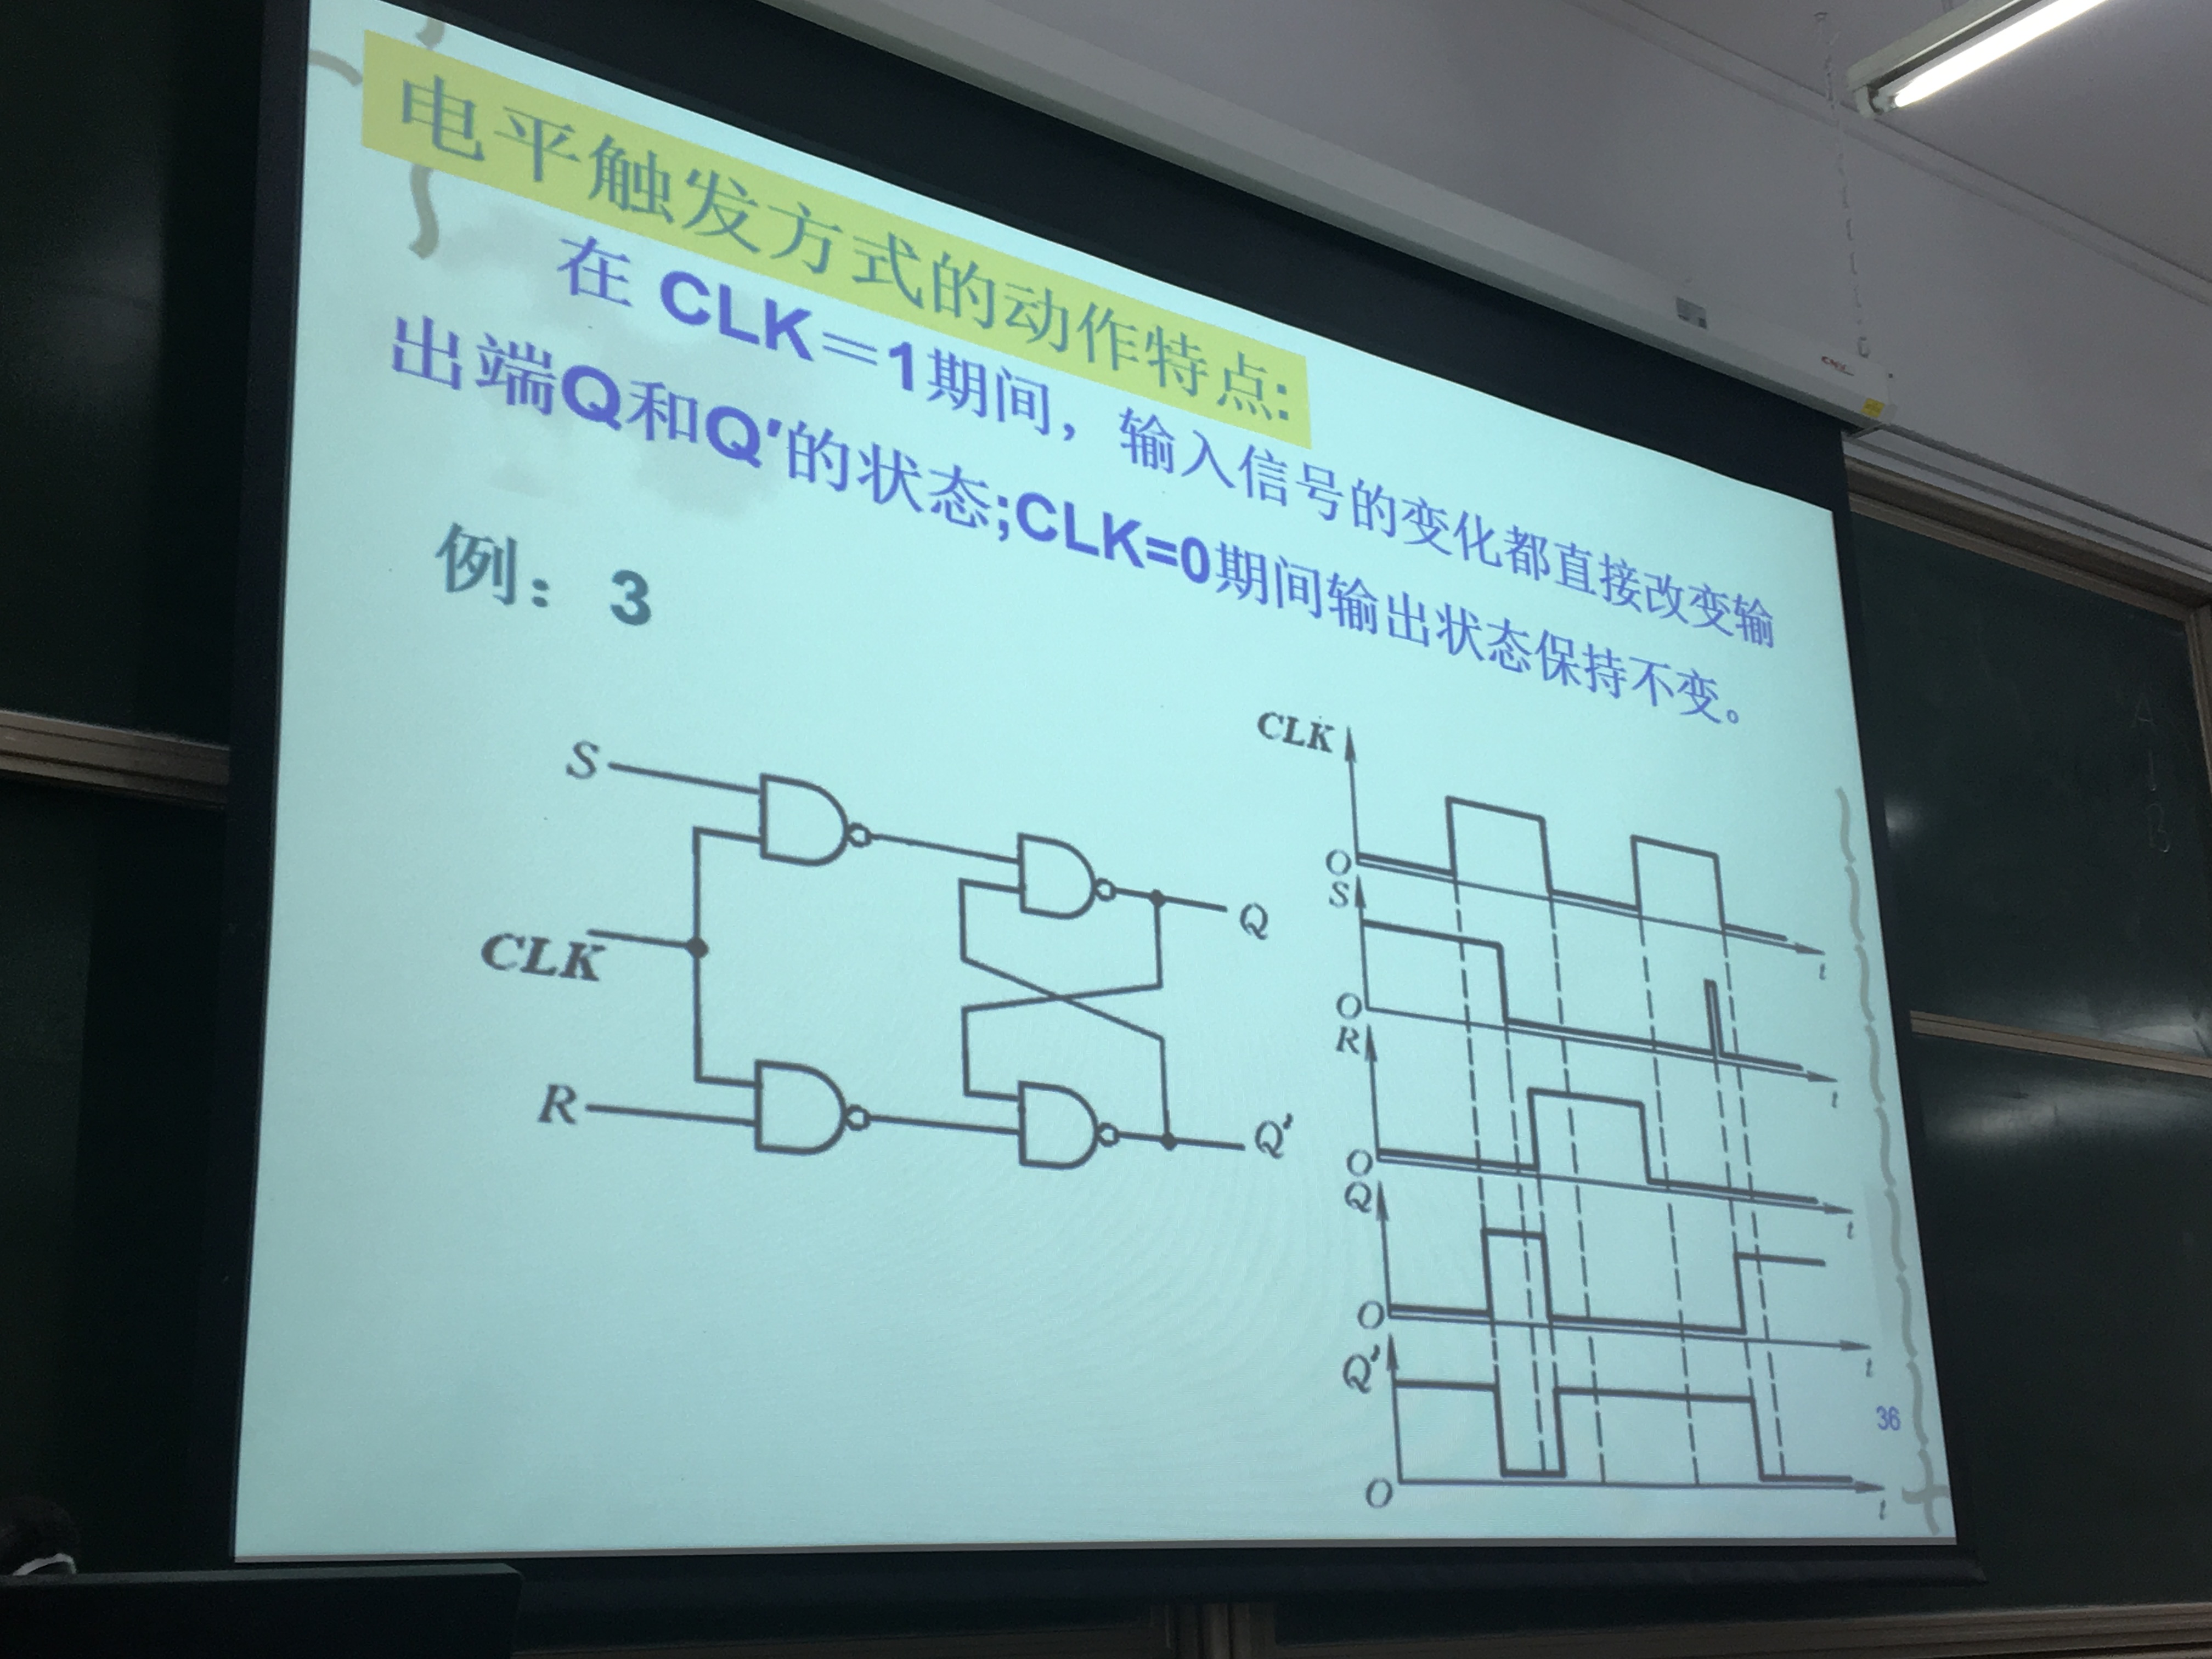 电平触发方式的动作特点:
在 CLK＝1期间，输入信号的变化都直接改变输
出端Q和Q′的状态;CLK=0期间输出状态保持不变。
例：3
S
CLK
R
Q
Q′
CLK
O
t
S
O
t
R
O
t
Q
O
t
Q′
O
t
36